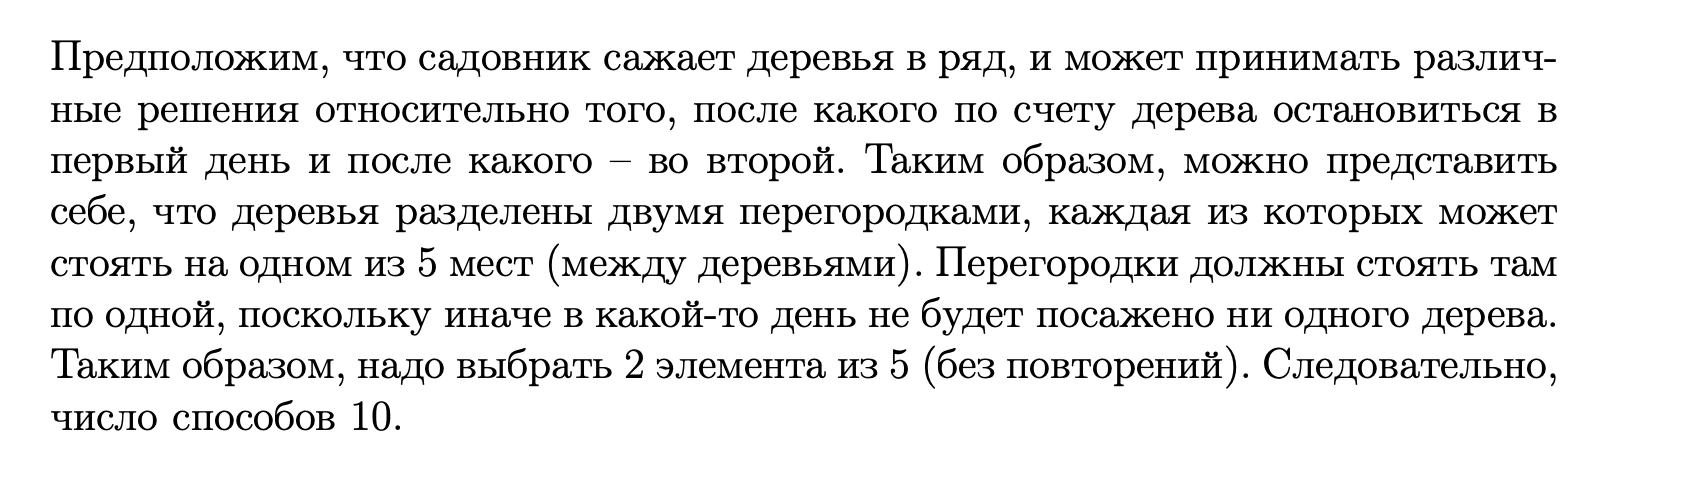 Предположим, что садовник сажает деревья в ряд, и может принимать различ-
ные решения относительно того, после какого по счету дерева остановиться в
первый день и после какого – во второй. Таким образом, можно представить
себе, что деревья разделены двумя перегородками, каждая из которых может
стоять на одном из 5 мест (между деревьями). Перегородки должны стоять там
по одной, поскольку иначе в какой-то день не будет посажено ни одного дерева.
Таким образом, надо выбрать 2 элемента из 5 (без повторений). Следовательно,
число способов 10.